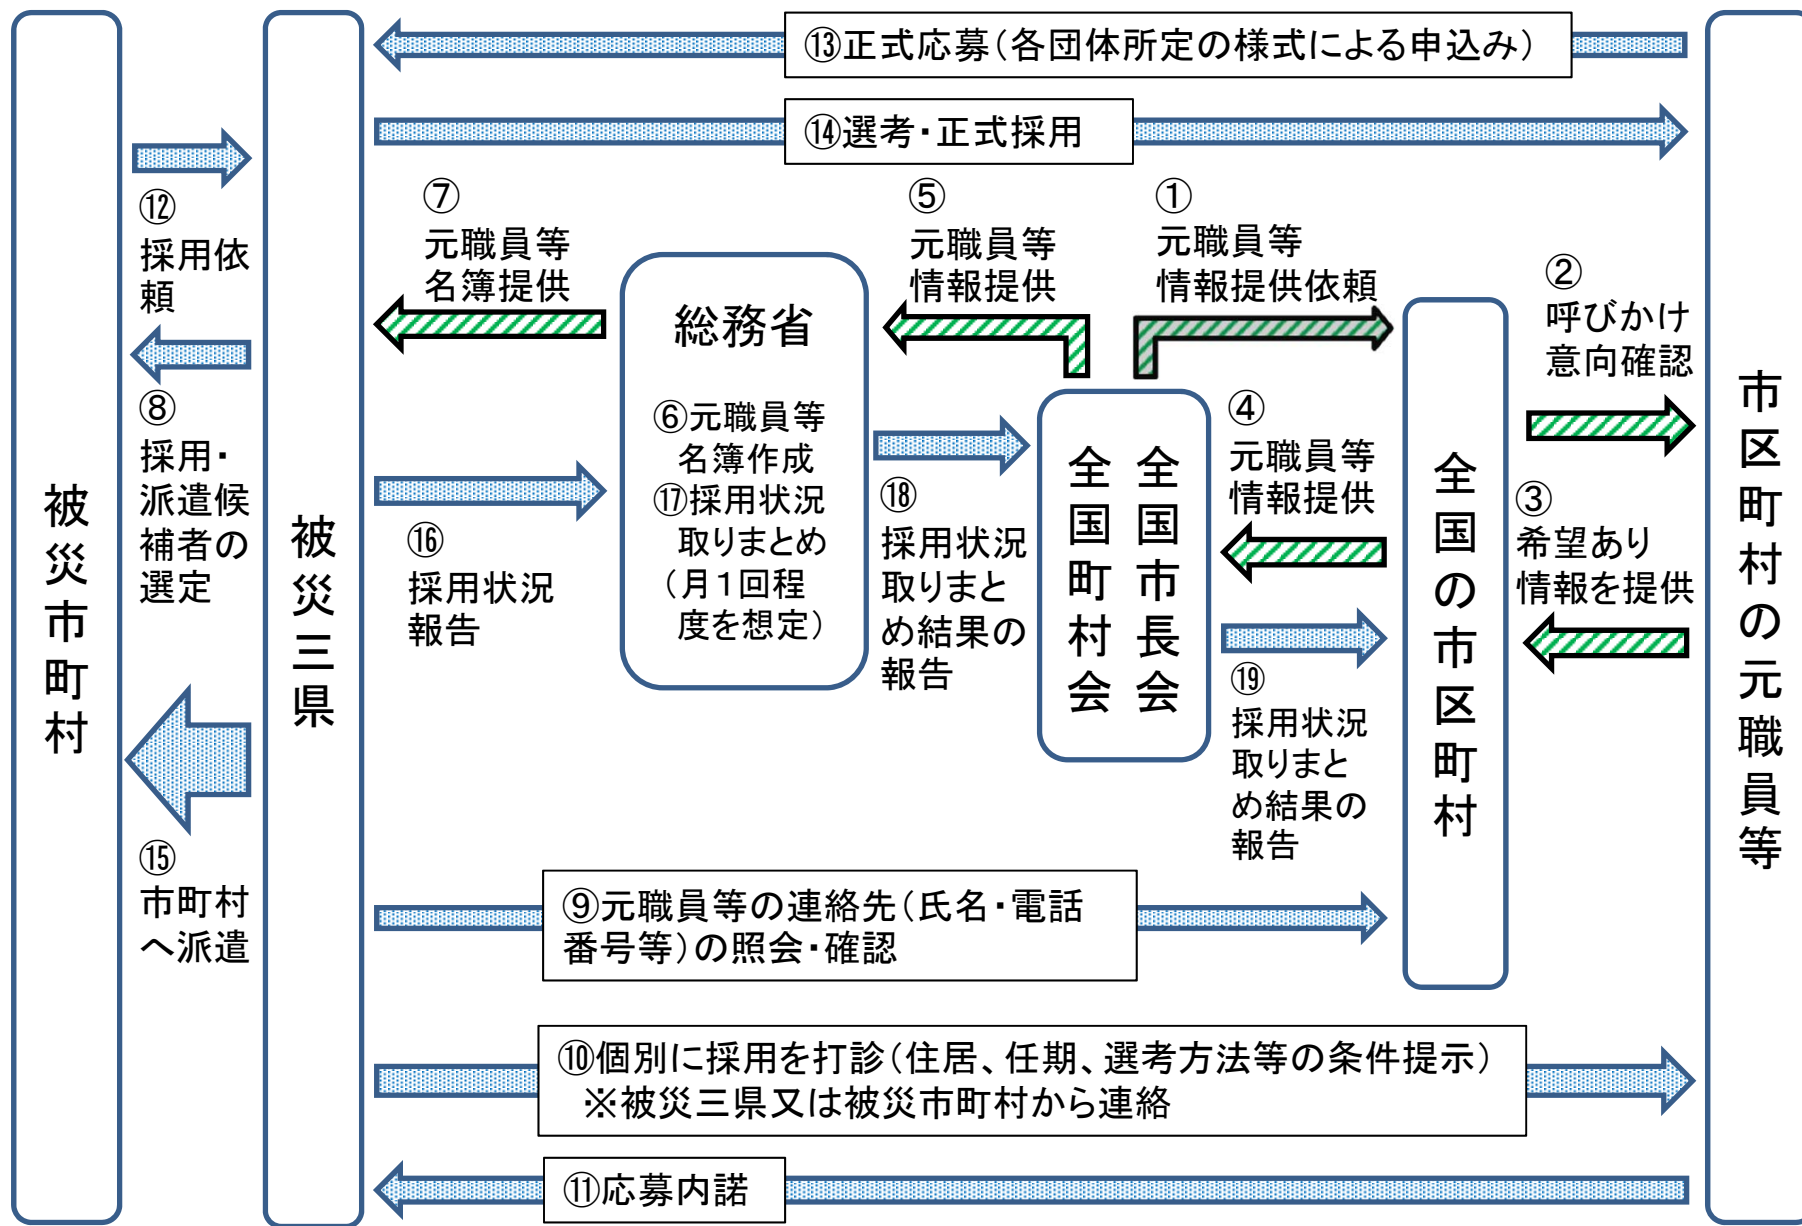 ⑬正式応募（各団体所定の様式による申込み）
⑭選考・正式採用
⑫
採用依
頼
⑧
採用・
派遣候
補者の
選定
⑮
市町村
へ派遣
被災市町村
被災三県
⑦
元職員等
名簿提供
⑤
元職員等
情報提供
①
元職員等
情報提供依頼
②
呼びかけ
意向確認
総務省
⑥元職員等
名簿作成
⑰採用状況
取りまとめ
（月１回程
度を想定）
⑯
採用状況
報告
⑱
採用状況
取りまと
め結果の
報告
全国市長会
全国町村会
④
元職員等
情報提供
③
希望あり
情報を提供
⑲
採用状況
取りまと
め結果の
報告
全国の市区町村
市区町村の元職員等
⑨元職員等の連絡先（氏名・電話
番号等）の照会・確認
⑩個別に採用を打診（住居、任期、選考方法等の条件提示）
※被災三県又は被災市町村から連絡
⑪応募内諾